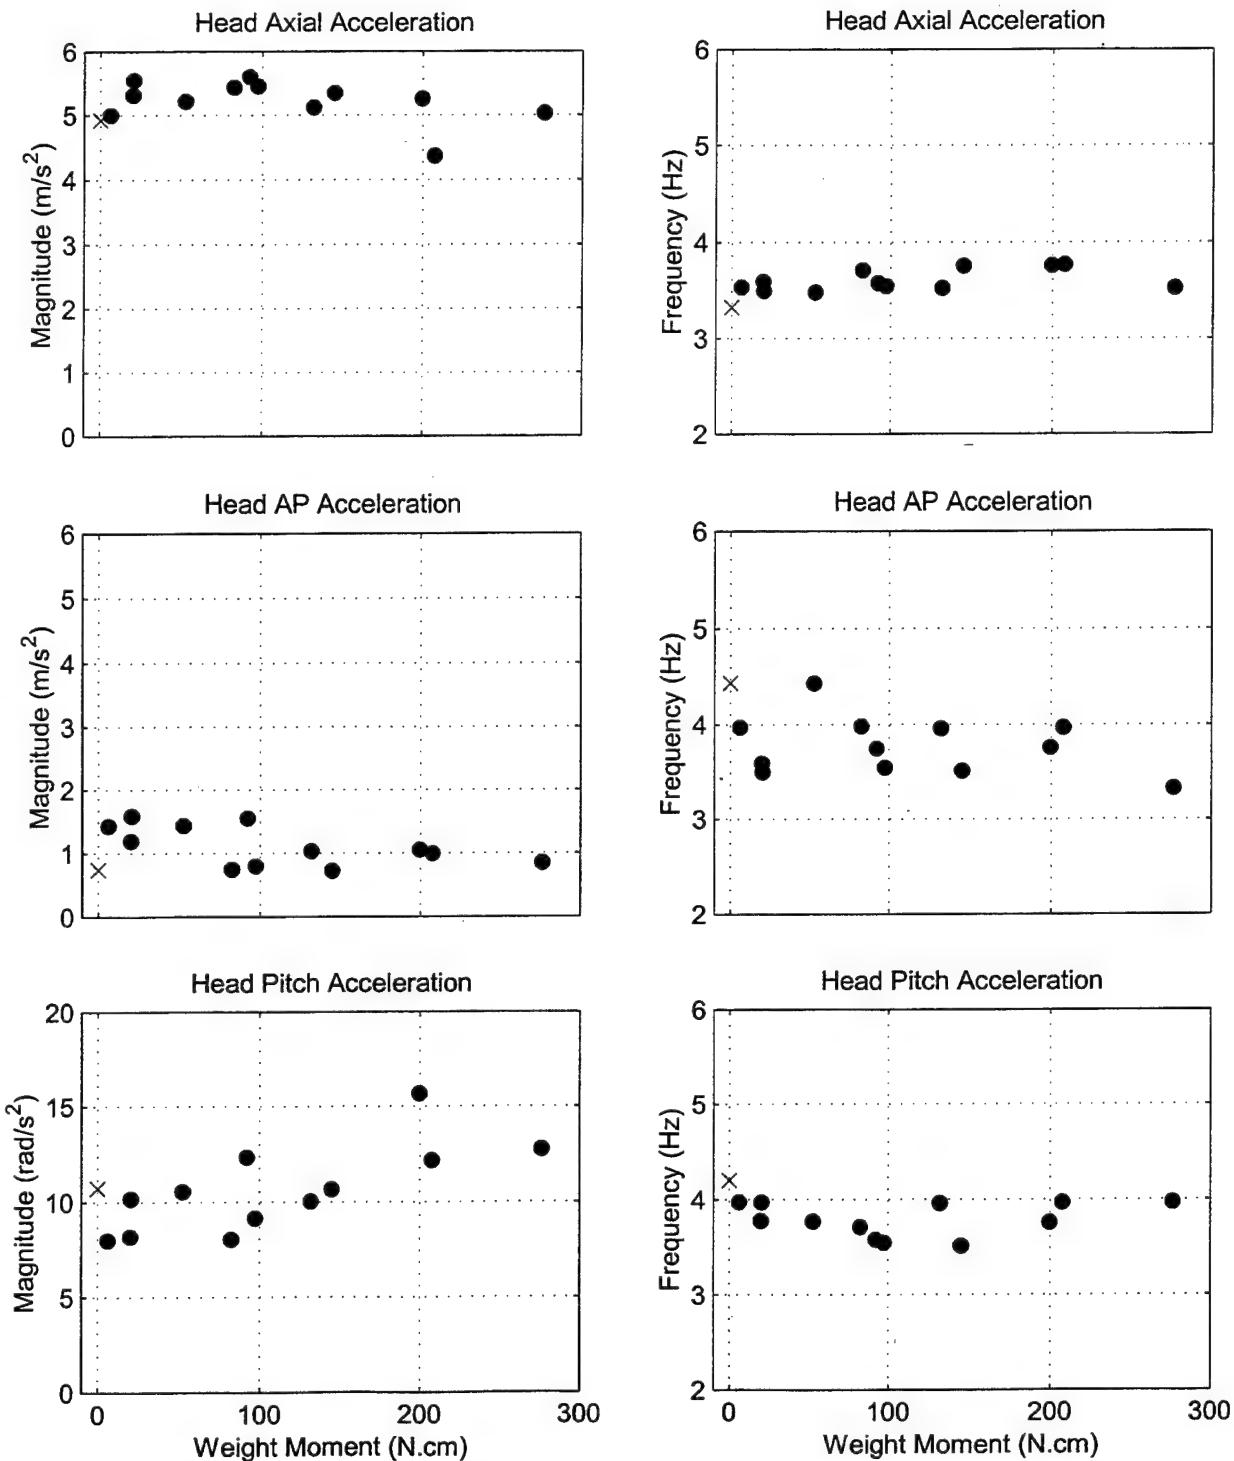 Head Axial Acceleration
6
5
4
3
2
1
0
Magnitude (m/s²)
Head Axial Acceleration
6
5
4
3
2
Frequency (Hz)
Head AP Acceleration
6
5
4
3
2
1
0
Magnitude (m/s²)
Head AP Acceleration
6
5
4
3
2
Frequency (Hz)
Head Pitch Acceleration
20
15
10
5
0
Magnitude (rad/s²)
0 100 200 300
Weight Moment (N.cm)
Head Pitch Acceleration
6
5
4
3
2
Frequency (Hz)
0 100 200 300
Weight Moment (N.cm)